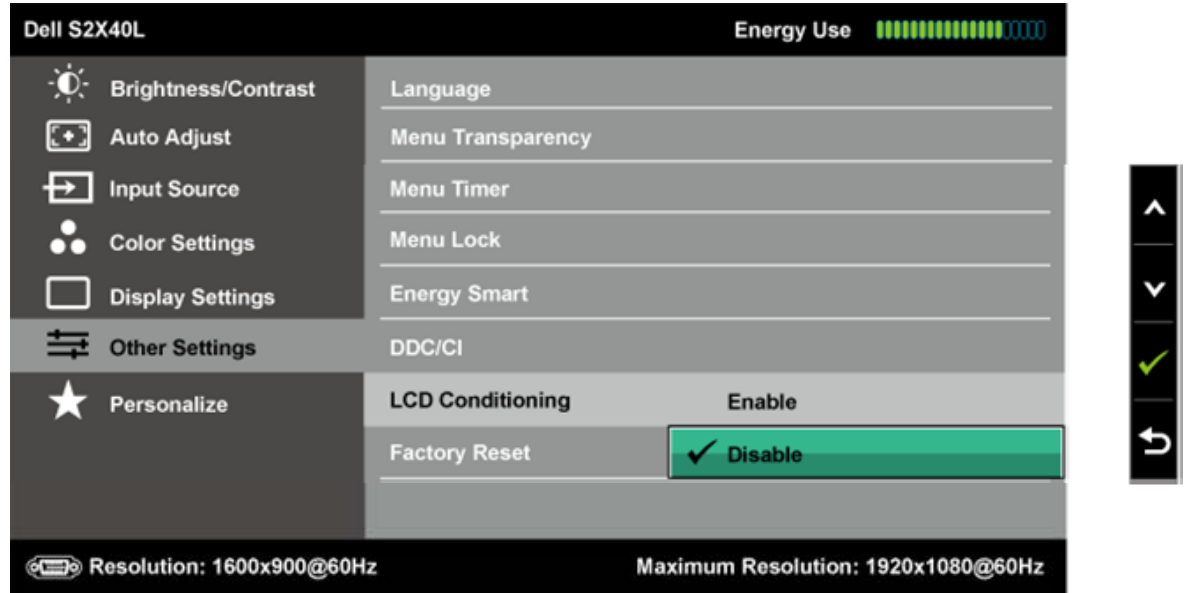 Dell S2X40L
Energy Use
Brightness/Contrast
Auto Adjust
Input Source
Color Settings
Display Settings
Other Settings
Personalize
Language
Menu Transparency
Menu Timer
Menu Lock
Energy Smart
DDC/CI
LCD Conditioning Enable
Factory Reset Disable
Resolution: 1600x900@60Hz
Maximum Resolution: 1920x1080@60Hz